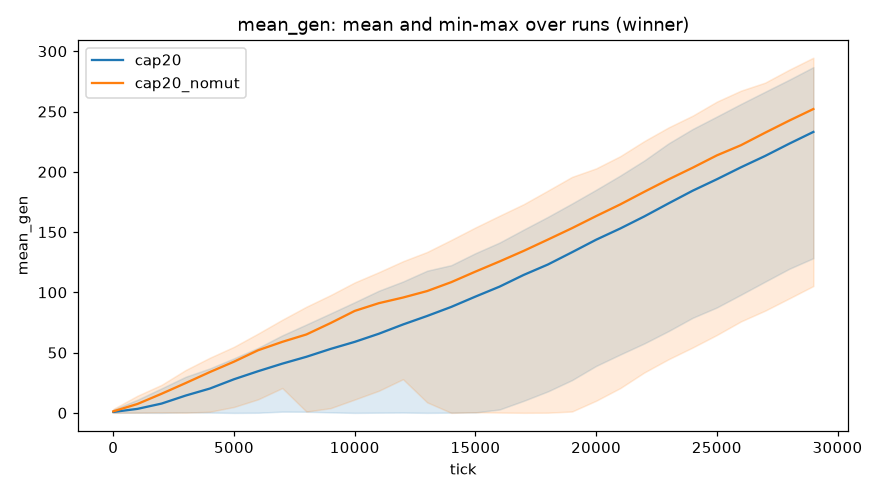 mean_gen: mean and min-max over runs (winner)
cap20
cap20_nomut
300
250
200
150
100
50
0
mean_gen
0 5000 10000 15000 20000 25000 30000
tick